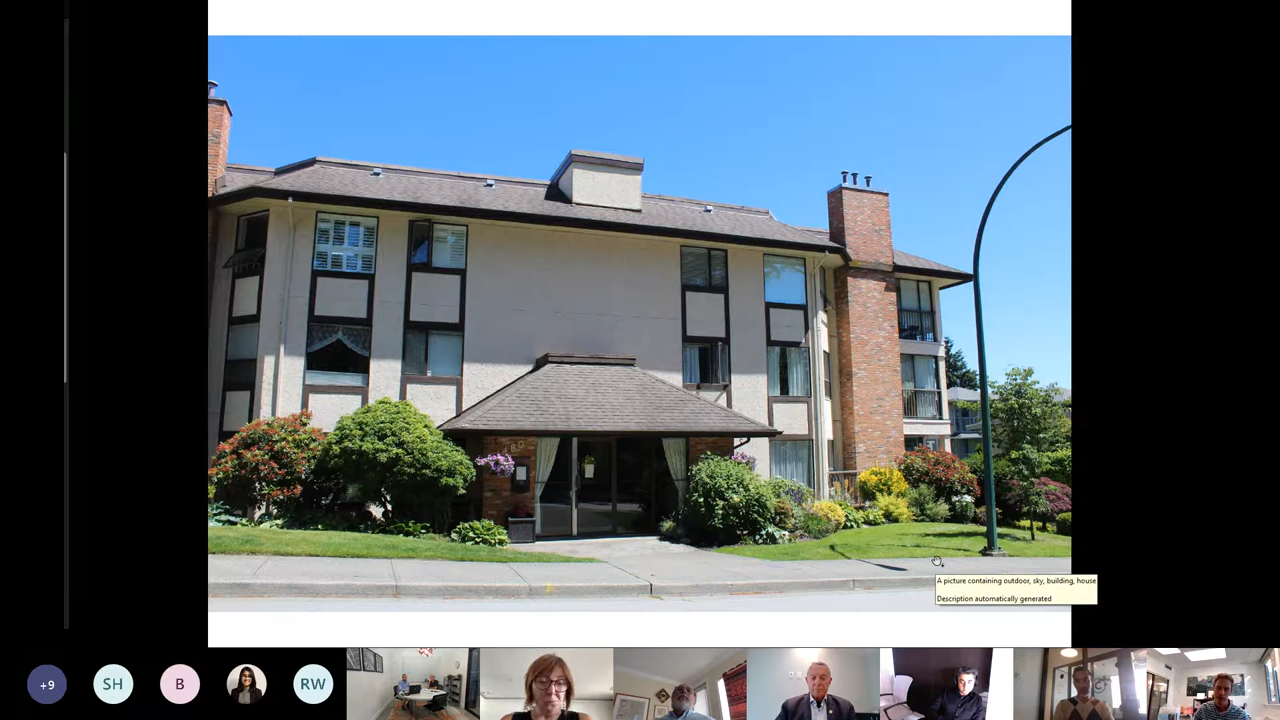 A picture containing outdoor, sky, building, house
Description automatically generated
+9
SH
B
RW